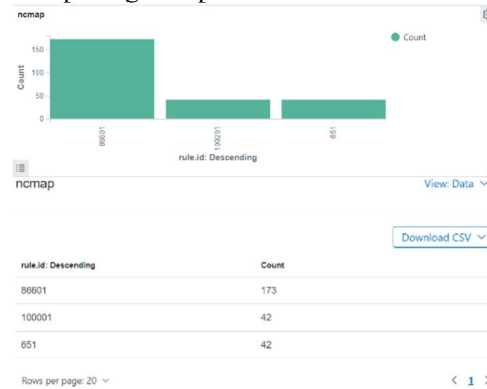 ncmap
Count
Count
150
100
50
0
86601
100201
651
rule.id: Descending
ncmap
View: Data
Download CSV
rule.id: Descending Count
86601 173
100001 42
651 42
Rows per page: 20
1